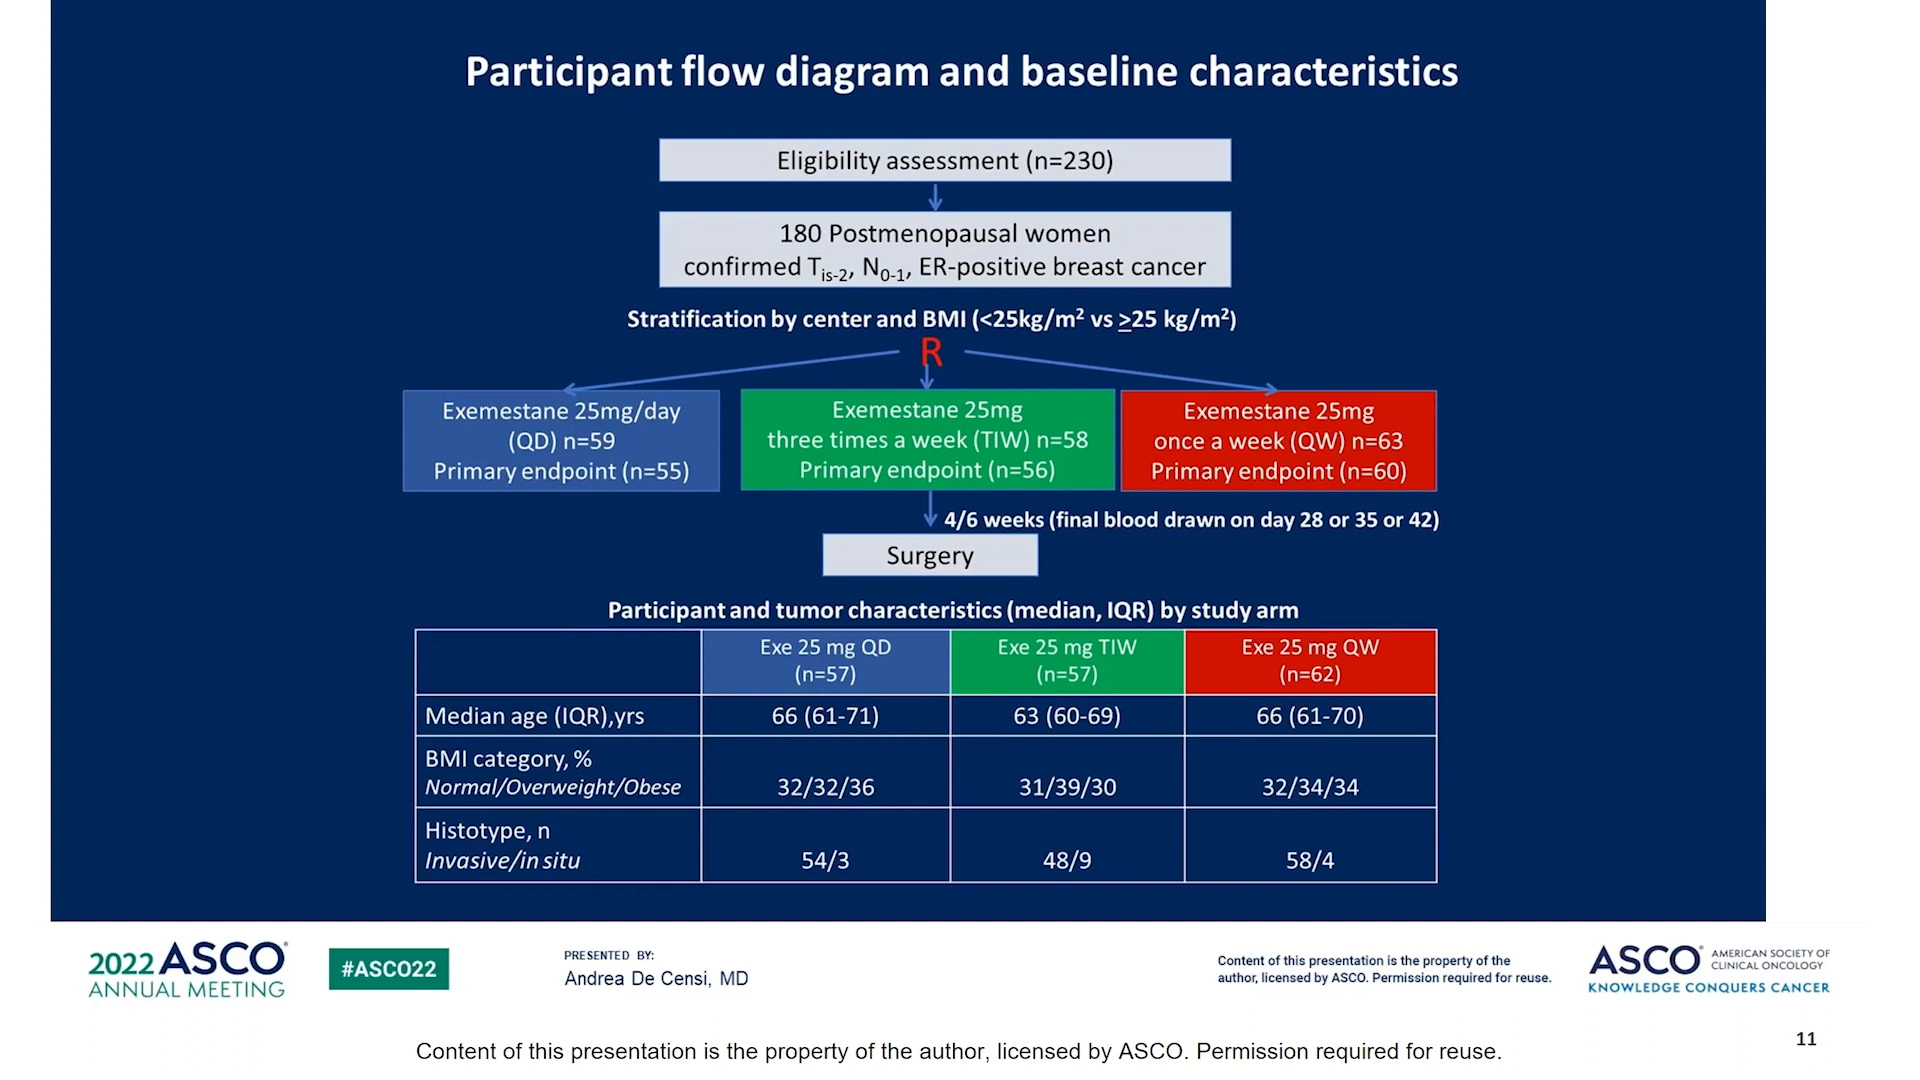 Participant flow diagram and baseline characteristics
Eligibility assessment (n=230)
180 Postmenopausal women
confirmed Tis-2, N0-1, ER-positive breast cancer
Stratification by center and BMI (<25kg/m² vs ≥25 kg/m²)
R
Exemestane 25mg/day
(QD) n=59
Primary endpoint (n=55)
Exemestane 25mg
three times a week (TIW) n=58
Primary endpoint (n=56)
Exemestane 25mg
once a week (QW) n=63
Primary endpoint (n=60)
4/6 weeks (final blood drawn on day 28 or 35 or 42)
Surgery
Participant and tumor characteristics (median, IQR) by study arm
Exe 25 mg QD
(n=57)
Exe 25 mg TIW
(n=57)
Exe 25 mg QW
(n=62)
Median age (IQR),yrs 66 (61-71) 63 (60-69) 66 (61-70)
BMI category, %
Normal/Overweight/Obese 32/32/36 31/39/30 32/34/34
Histotype, n
Invasive/in situ 54/3 48/9 58/4
2022 ASCO®
ANNUAL MEETING
#ASCO22
PRESENTED BY:
Andrea De Censi, MD
Content of this presentation is the property of the
author, licensed by ASCO. Permission required for reuse.
ASCO® AMERICAN SOCIETY OF
CLINICAL ONCOLOGY
KNOWLEDGE CONQUERS CANCER
11
Content of this presentation is the property of the author, licensed by ASCO. Permission required for reuse.